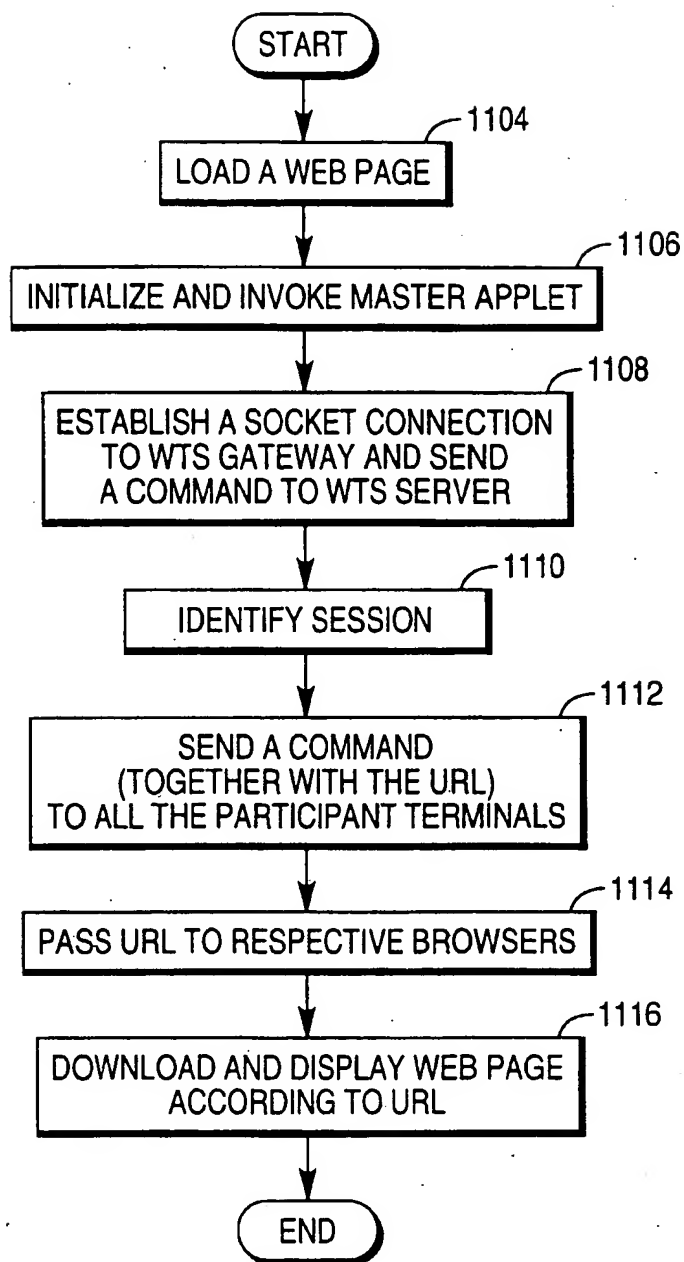 START
1104
LOAD A WEB PAGE
1106
INITIALIZE AND INVOKE MASTER APPLET
1108
ESTABLISH A SOCKET CONNECTION
TO WTS GATEWAY AND SEND
A COMMAND TO WTS SERVER
1110
IDENTIFY SESSION
1112
SEND A COMMAND
(TOGETHER WITH THE URL)
TO ALL THE PARTICIPANT TERMINALS
1114
PASS URL TO RESPECTIVE BROWSERS
1116
DOWNLOAD AND DISPLAY WEB PAGE
ACCORDING TO URL
END